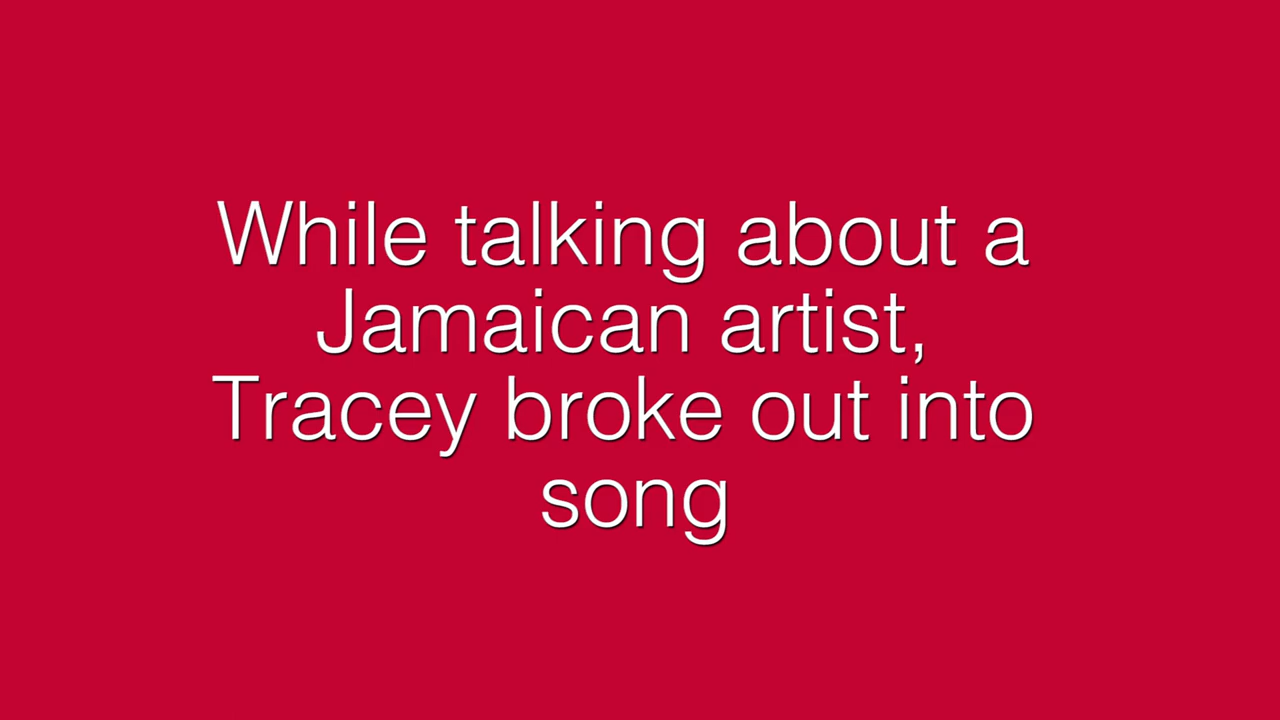 While talking about a
Jamaican artist,
Tracey broke out into
song